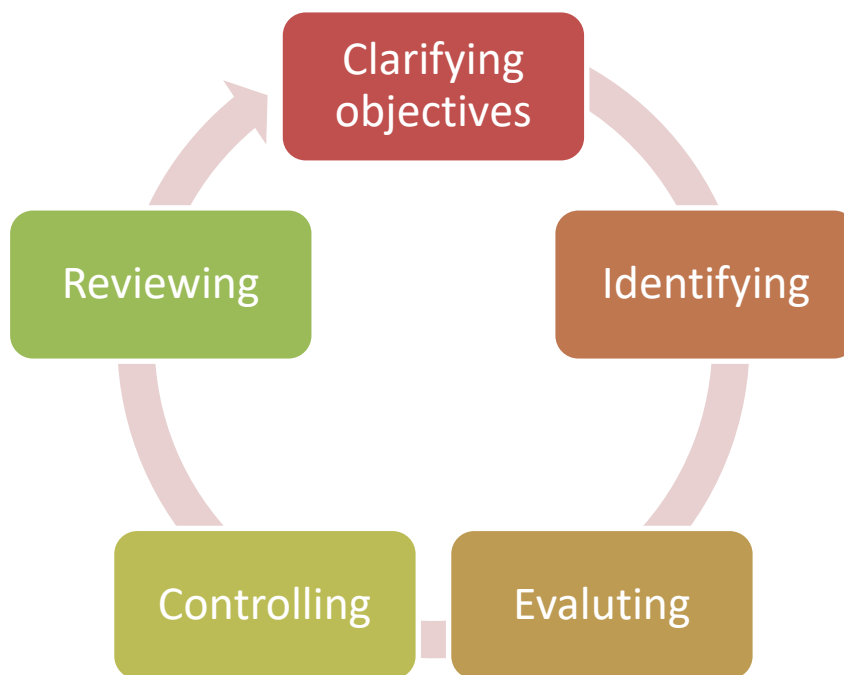 Clarifying
objectives
Identifying
Evaluting
Controlling
Reviewing